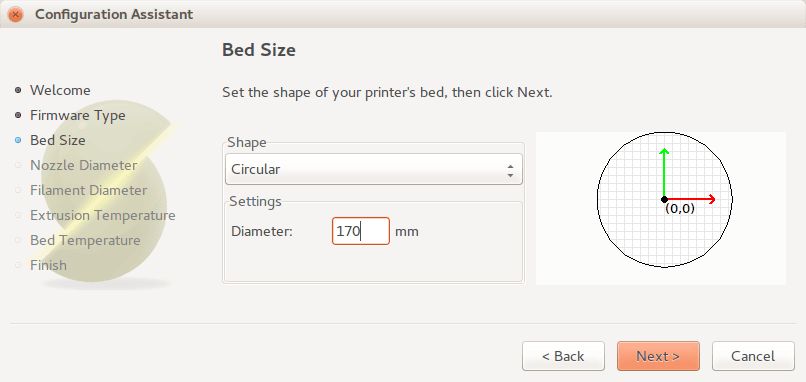 Configuration Assistant
Bed Size
Welcome
Firmware Type
Bed Size
Nozzle Diameter
Filament Diameter
Extrusion Temperature
Bed Temperature
Finish
Set the shape of your printer's bed, then click Next.
Shape
Circular
Settings
Diameter: 170 mm
(0,0)
< Back Next > Cancel